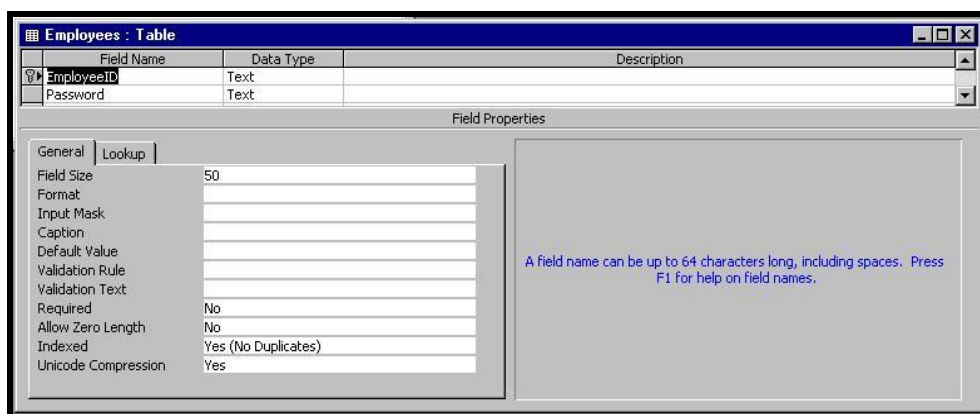 Employees : Table
Field Name Data Type Description
EmployeeID Text
Password Text
Field Properties
General Lookup
Field Size 50
Format
Input Mask
Caption
Default Value
Validation Rule
Validation Text
Required No
Allow Zero Length No
Indexed Yes (No Duplicates)
Unicode Compression Yes
A field name can be up to 64 characters long, including spaces. Press
F1 for help on field names.